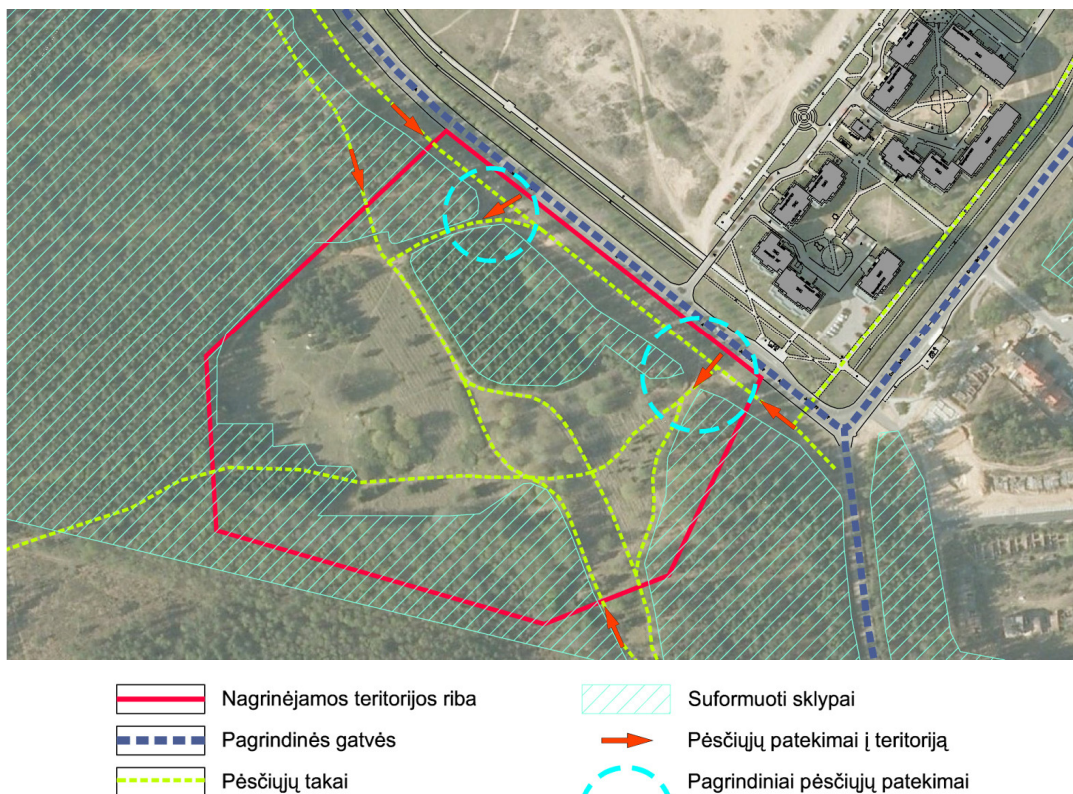 Nagrinėjamos teritorijos riba
Pagrindinės gatvės
Pėsčiųjų takai
Suformuoti sklypai
Pėsčiųjų patekimai į teritoriją
Pagrindiniai pėsčiųjų patekimai